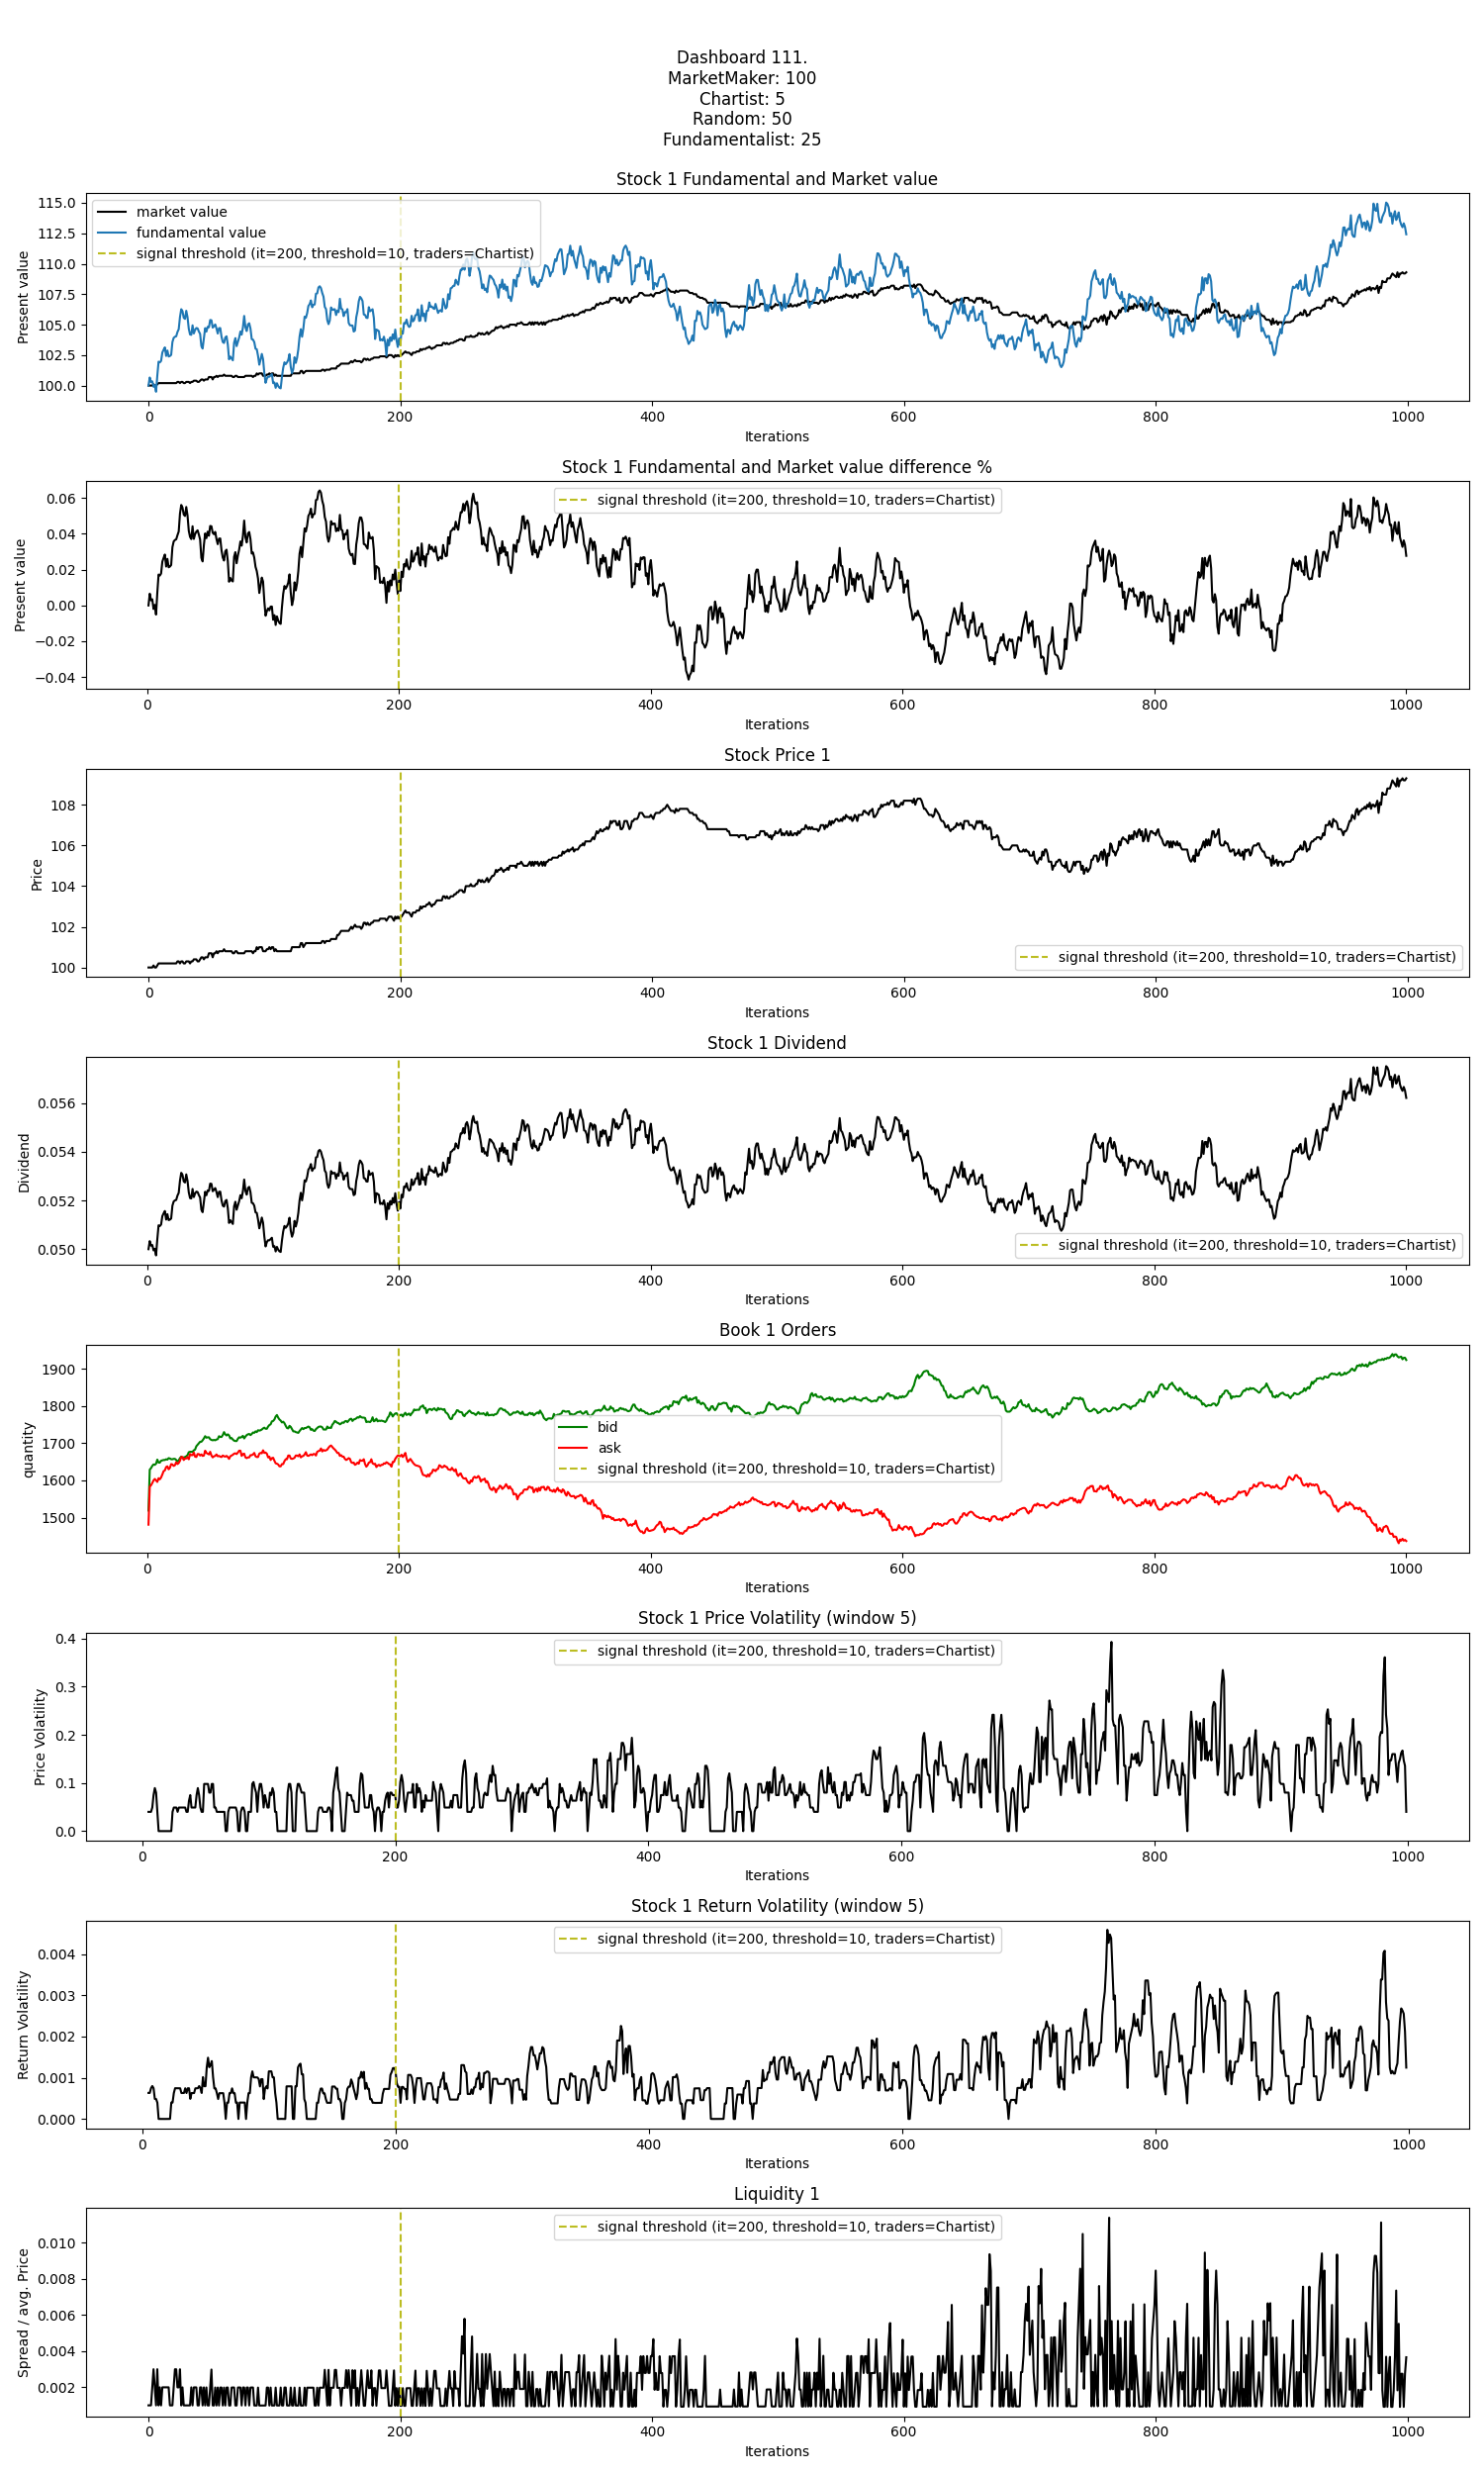 Dashboard 111.
MarketMaker: 100
Chartist: 5
Random: 50
Fundamentalist: 25
Stock 1 Fundamental and Market value
Present value
115.0
112.5
110.0
107.5
105.0
102.5
100.0
market value
fundamental value
signal threshold (it=200, threshold=10, traders=Chartist)
0 200 400 600 800 1000
Iterations
Stock 1 Fundamental and Market value difference %
Present value
0.06
0.04
0.02
0.00
−0.02
−0.04
signal threshold (it=200, threshold=10, traders=Chartist)
0 200 400 600 800 1000
Iterations
Stock Price 1
Price
108
106
104
102
100
signal threshold (it=200, threshold=10, traders=Chartist)
0 200 400 600 800 1000
Iterations
Stock 1 Dividend
Dividend
0.056
0.054
0.052
0.050
signal threshold (it=200, threshold=10, traders=Chartist)
0 200 400 600 800 1000
Iterations
Book 1 Orders
quantity
1900
1800
1700
1600
1500
bid
ask
signal threshold (it=200, threshold=10, traders=Chartist)
0 200 400 600 800 1000
Iterations
Stock 1 Price Volatility (window 5)
Price Volatility
0.4
0.3
0.2
0.1
0.0
signal threshold (it=200, threshold=10, traders=Chartist)
0 200 400 600 800 1000
Iterations
Stock 1 Return Volatility (window 5)
Return Volatility
0.004
0.003
0.002
0.001
0.000
signal threshold (it=200, threshold=10, traders=Chartist)
0 200 400 600 800 1000
Iterations
Liquidity 1
Spread / avg. Price
0.010
0.008
0.006
0.004
0.002
signal threshold (it=200, threshold=10, traders=Chartist)
0 200 400 600 800 1000
Iterations